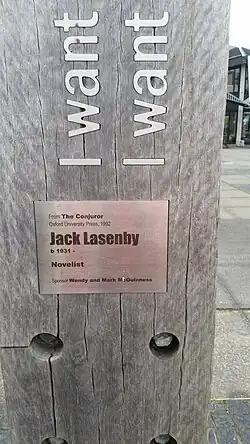 I want
I want
From The Conjuror
Oxford University Press, 1992
Jack Lasenby
b 1931 -
Novelist
Sponsor Wendy and Mark McGuinness